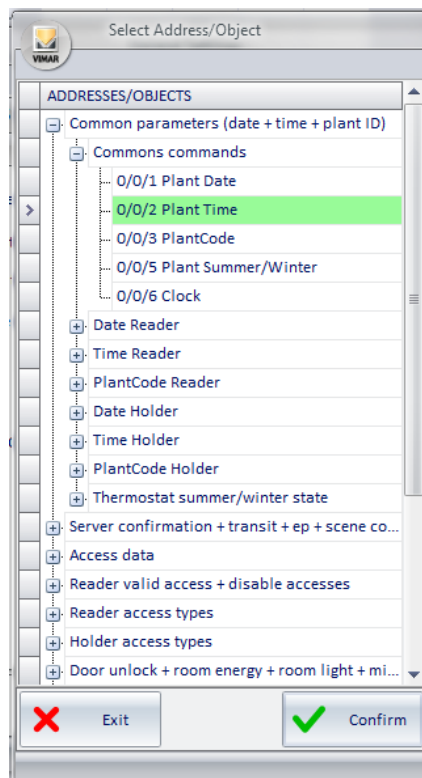 Select Address/Object
VIMAR
ADDRESSES/OBJECTS
Common parameters (date + time + plant ID)
Commons commands
0/0/1 Plant Date
0/0/2 Plant Time
0/0/3 PlantCode
0/0/5 Plant Summer/Winter
0/0/6 Clock
Date Reader
Time Reader
PlantCode Reader
Date Holder
Time Holder
PlantCode Holder
Thermostat summer/winter state
Server confirmation + transit + ep + scene co...
Access data
Reader valid access + disable accesses
Reader access types
Holder access types
Door unlock + room energy + room light + mi...
Exit
Confirm